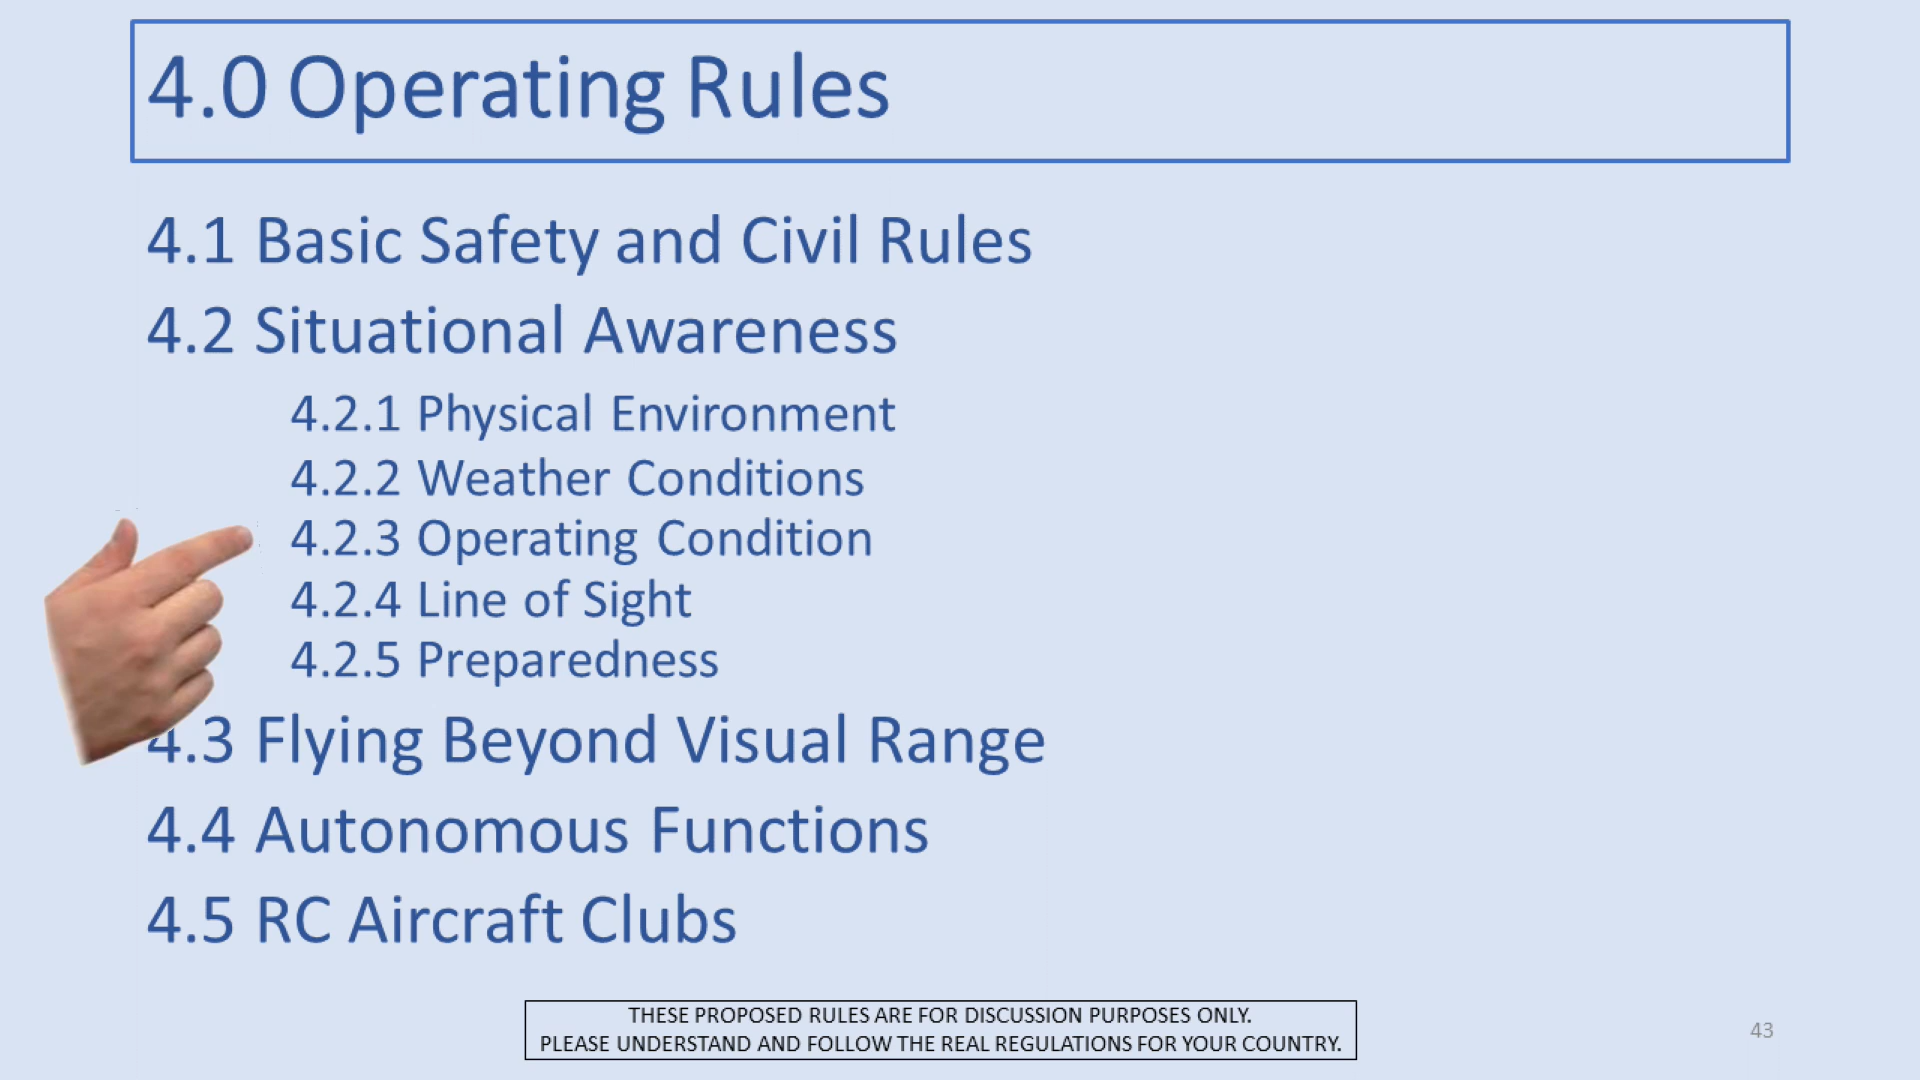 4.0 Operating Rules
4.1 Basic Safety and Civil Rules
4.2 Situational Awareness
4.2.1 Physical Environment
4.2.2 Weather Conditions
4.2.3 Operating Condition
4.2.4 Line of Sight
4.2.5 Preparedness
4.3 Flying Beyond Visual Range
4.4 Autonomous Functions
4.5 RC Aircraft Clubs
THESE PROPOSED RULES ARE FOR DISCUSSION PURPOSES ONLY.
PLEASE UNDERSTAND AND FOLLOW THE REAL REGULATIONS FOR YOUR COUNTRY.
43